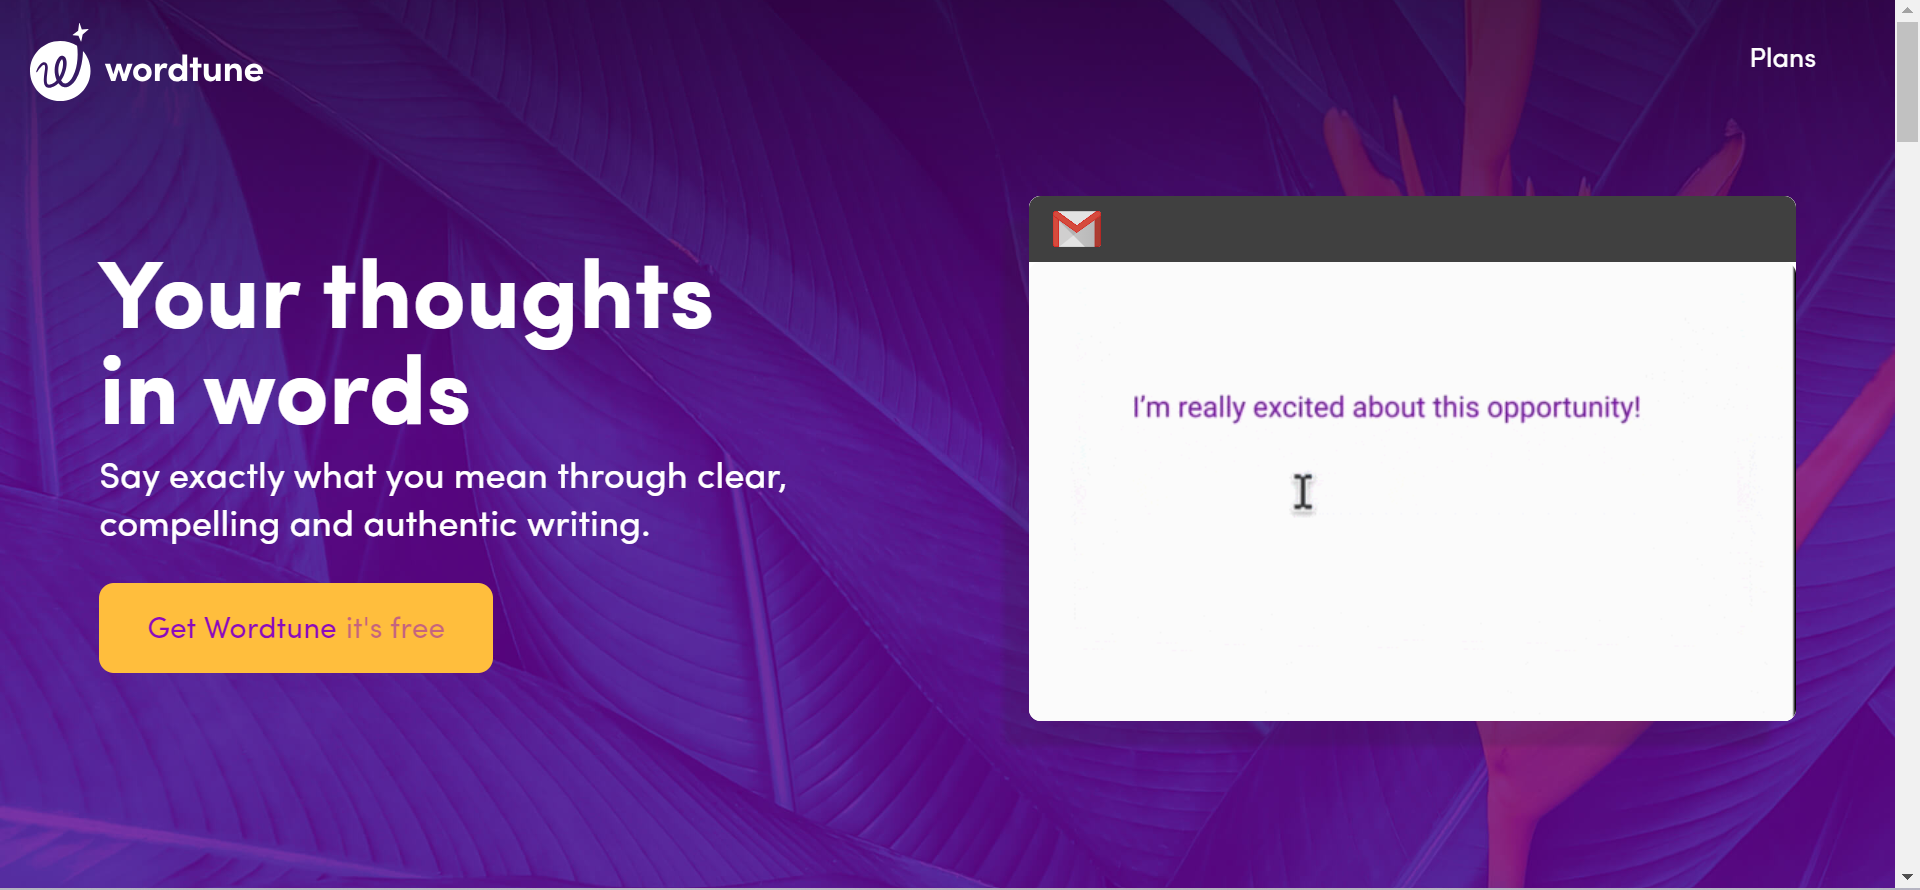 wordtune
Plans
Your thoughts
in words
Say exactly what you mean through clear,
compelling and authentic writing.
Get Wordtune it's free
I'm really excited about this opportunity!